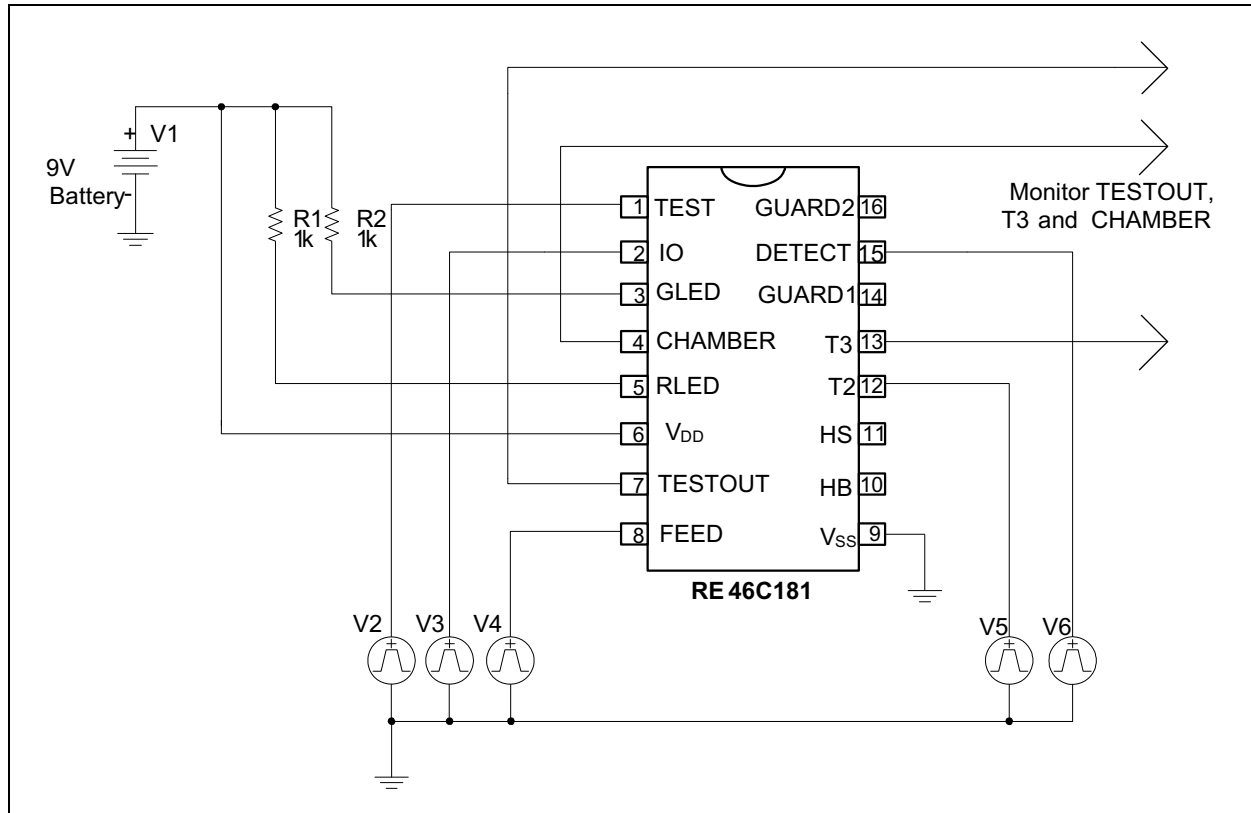 + V1
9V
Battery-
R1
1k
R2
1k
Monitor TESTOUT,
T3 and CHAMBER
1 TEST
GUARD2 16
2 IO
DETECT 15
3 GLED
GUARD1 14
4 CHAMBER
T3 13
5 RLED
T2 12
6 VDD
HS 11
7 TESTOUT
HB 10
8 FEED
VSS 9
RE46C181
V2
V3
V4
V5
V6
+
+
+
+
+